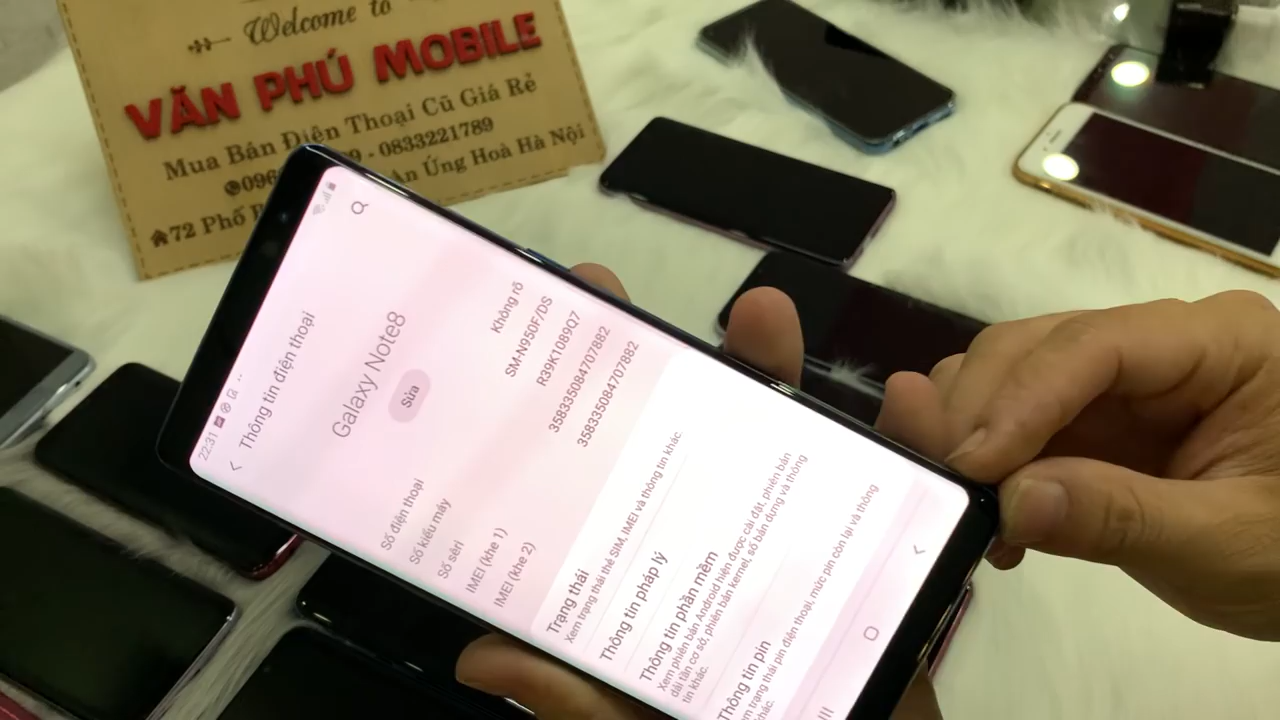 Welcome to
VĂN PHÚ MOBILE
Mua Bán Điện Thoại Cũ Giá Rẻ
096 9 - 0833221789
72 Phố An Ứng Hoà Hà Nội
22:31
Thông tin điện thoại
Galaxy Note8
Sửa
Số điện thoại Không rõ
Số kiểu máy SM-N950F/DS
Số sêri R39K1089Q7
IMEI (khe 1) 358335084707882
IMEI (khe 2) 358335084707882
Trạng thái
Xem trạng thái thẻ SIM, IMEI và thông tin khác.
Thông tin pháp lý
Thông tin phần mềm
Xem phiên bản Android hiện được cài đặt, phiên bản
dải tần cơ sở, phiên bản kernel, số bản dựng và thông
tin khác.
Thông tin pin
Xem trạng thái pin điện thoại, mức pin còn lại và thông
khác.